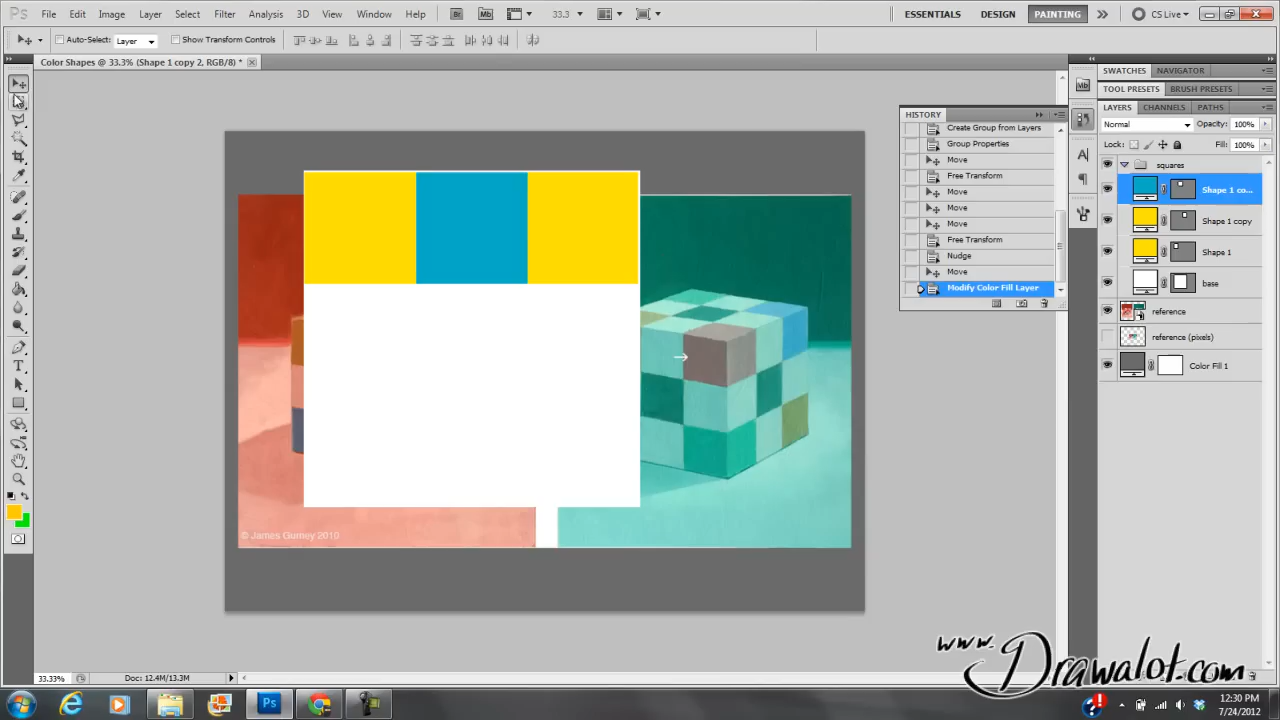 Ps File Edit Image Layer Select Filter Analysis 3D View Window Help Br Mb 33.3 ESSENTIALS DESIGN PAINTING CS Live
Auto-Select: Layer Show Transform Controls
Color Shapes @ 33.3% (Shape 1 copy 2, RGB/8) *
SWATCHES NAVIGATOR
TOOL PRESETS BRUSH PRESETS
LAYERS CHANNELS PATHS
Normal Opacity: 100%
Lock: Fill: 100%
squares
Shape 1 co...
Shape 1 copy
Shape 1
base
reference
reference (pixels)
Color Fill 1
HISTORY
Create Group from Layers
Group Properties
Move
Free Transform
Move
Move
Move
Free Transform
Nudge
Move
Modify Color Fill Layer
© James Gurney 2010
33.33% Doc: 12.4M/13.3M
www.Drawalot.com
Ps
12:30 PM
7/24/2012